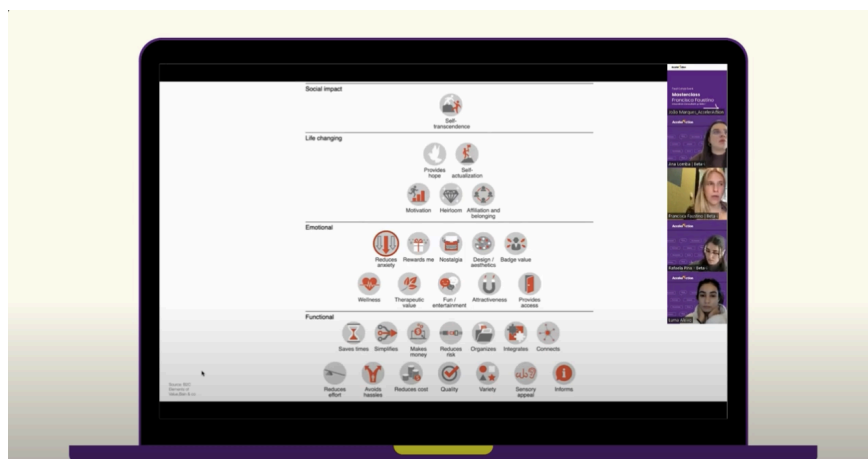 Social impact
Self-
transcendence
Life changing
Provides
hope
Self-
actualization
Motivation
Heirloom
Affiliation and
belonging
Emotional
Reduces
anxiety
Rewards me
Nostalgia
Design /
aesthetics
Badge value
Wellness
Therapeutic
value
Fun /
entertainment
Attractiveness
Provides
access
Functional
Saves times
Simplifies
Makes
money
Reduces
risk
Organizes
Integrates
Connects
Reduces
effort
Avoids
hassles
Reduces cost
Quality
Variety
Sensory
appeal
Informs
Masterclass
Francisca Faustino